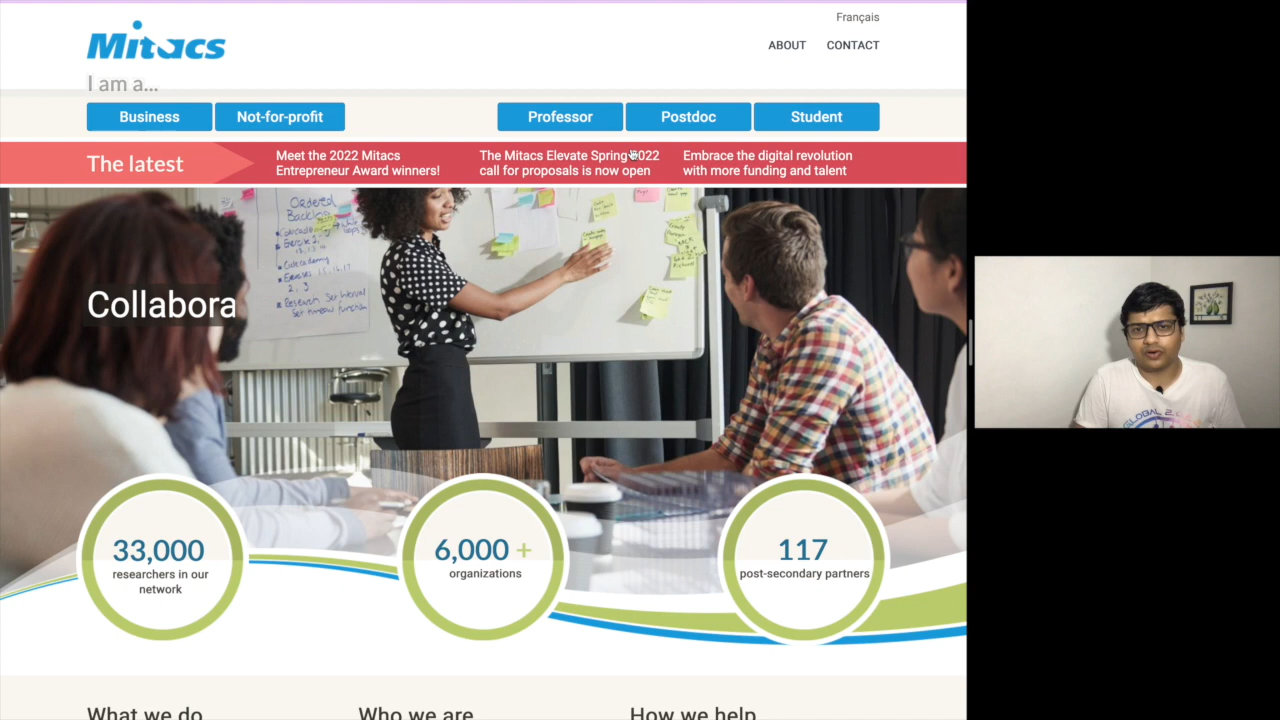 Français
Mitacs
ABOUT CONTACT
I am a...
Business Not-for-profit Professor Postdoc Student
The latest
Meet the 2022 Mitacs
Entrepreneur Award winners!
The Mitacs Elevate Spring 2022
call for proposals is now open
Embrace the digital revolution
with more funding and talent
Ordered
Backlog
Collabora
33,000
researchers in our
network
6,000 +
organizations
117
post-secondary partners
What we do Who we are How we help